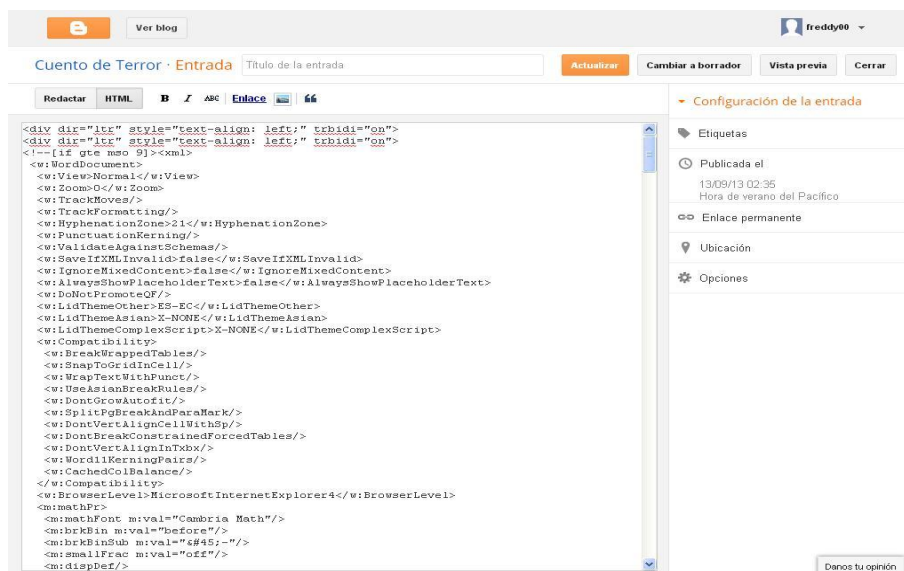 Ver blog
freddy00
Cuento de Terror · Entrada Título de la entrada Actualizar Cambiar a borrador Vista previa Cerrar
Redactar HTML B I ABC Enlace
Configuración de la entrada
Etiquetas
Publicada el
13/09/13 02:35
Hora de verano del Pacífico
Enlace permanente
Ubicación
Opciones
<div dir="ltr" style="text-align: left;" trbidi="on">
<div dir="ltr" style="text-align: left;" trbidi="on">
<!--[if gte mso 9]><xml>
<w:WordDocument>
<w:View>Normal</w:View>
<w:Zoom>0</w:Zoom>
<w:TrackMoves/>
<w:TrackFormatting/>
<w:HyphenationZone>21</w:HyphenationZone>
<w:PunctuationKerning/>
<w:ValidateAgainstSchemas/>
<w:SaveIfXMLInvalid>false</w:SaveIfXMLInvalid>
<w:IgnoreMixedContent>false</w:IgnoreMixedContent>
<w:AlwaysShowPlaceholderText>false</w:AlwaysShowPlaceholderText>
<w:DoNotPromoteQF/>
<w:LidThemeOther>ES-EC</w:LidThemeOther>
<w:LidThemeAsian>X-NONE</w:LidThemeAsian>
<w:LidThemeComplexScript>X-NONE</w:LidThemeComplexScript>
<w:Compatibility>
<w:BreakWrappedTables/>
<w:SnapToGridInCell/>
<w:WrapTextWithPunct/>
<w:UseAsianBreakRules/>
<w:DontGrowAutofit/>
<w:SplitPgBreakAndParaMark/>
<w:DontVertAlignCellWithSp/>
<w:DontBreakConstrainedForcedTables/>
<w:DontVertAlignInTxbx/>
<w:Word11KerningPairs/>
<w:CachedColBalance/>
</w:Compatibility>
<w:BrowserLevel>MicrosoftInternetExplorer4</w:BrowserLevel>
<m:mathPr>
<m:mathFont m:val="Cambria Math"/>
<m:brkBin m:val="before"/>
<m:brkBinSub m:val="&#45;-"/>
<m:smallFrac m:val="off"/>
<m:dispDef/>
Danos tu opinión